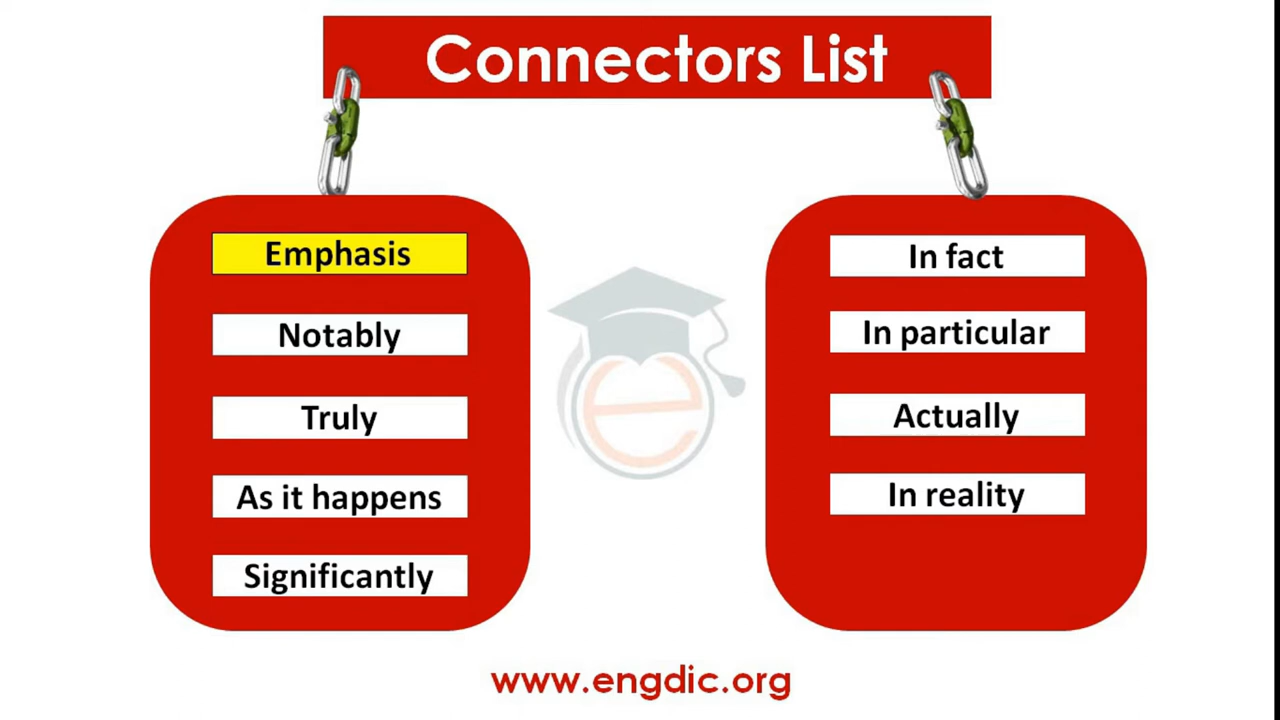 Connectors List
Emphasis
Notably
Truly
As it happens
Significantly
In fact
In particular
Actually
In reality
www.engdic.org